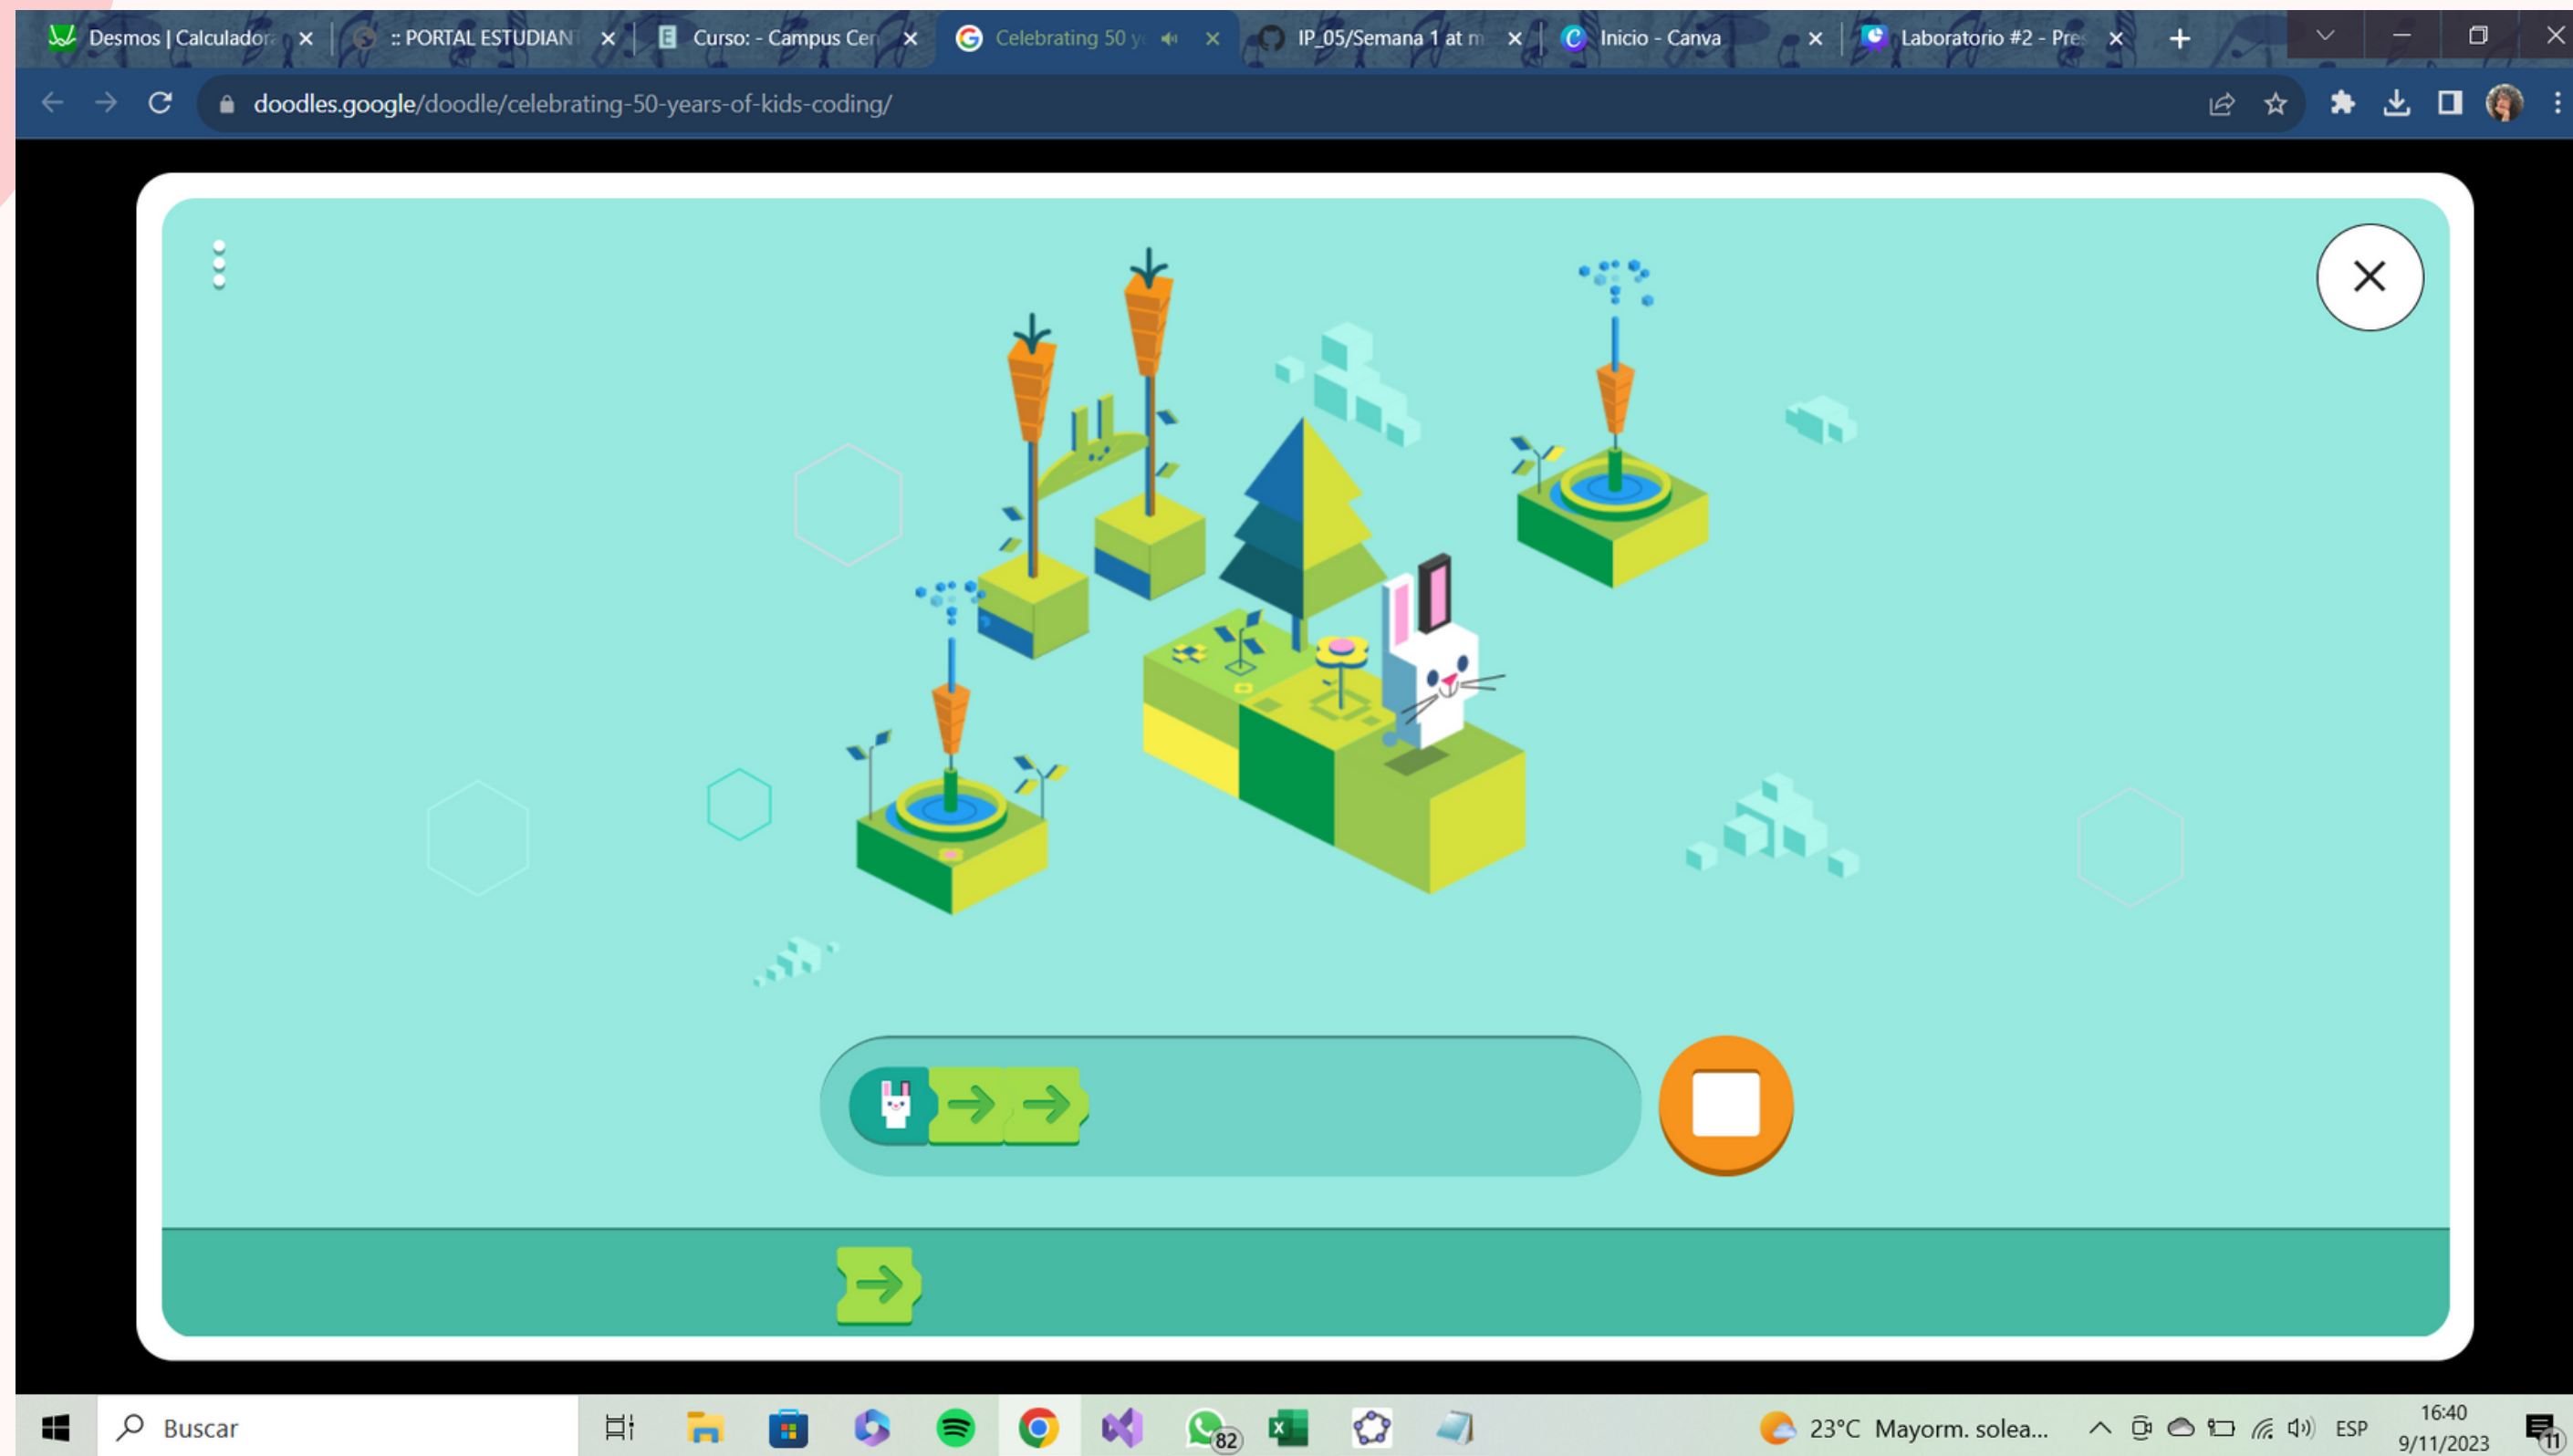 Desmos | Calculador
:: PORTAL ESTUDIAN
E
Curso: - Campus Cen
Celebrating 50 ye
IP_05/Semana 1 at m
Inicio - Canva
Laboratorio #2 - Pres
doodles.google/doodle/celebrating-50-years-of-kids-coding/
Buscar
82
23°C Mayorm. solea...
ESP
16:40
9/11/2023
11